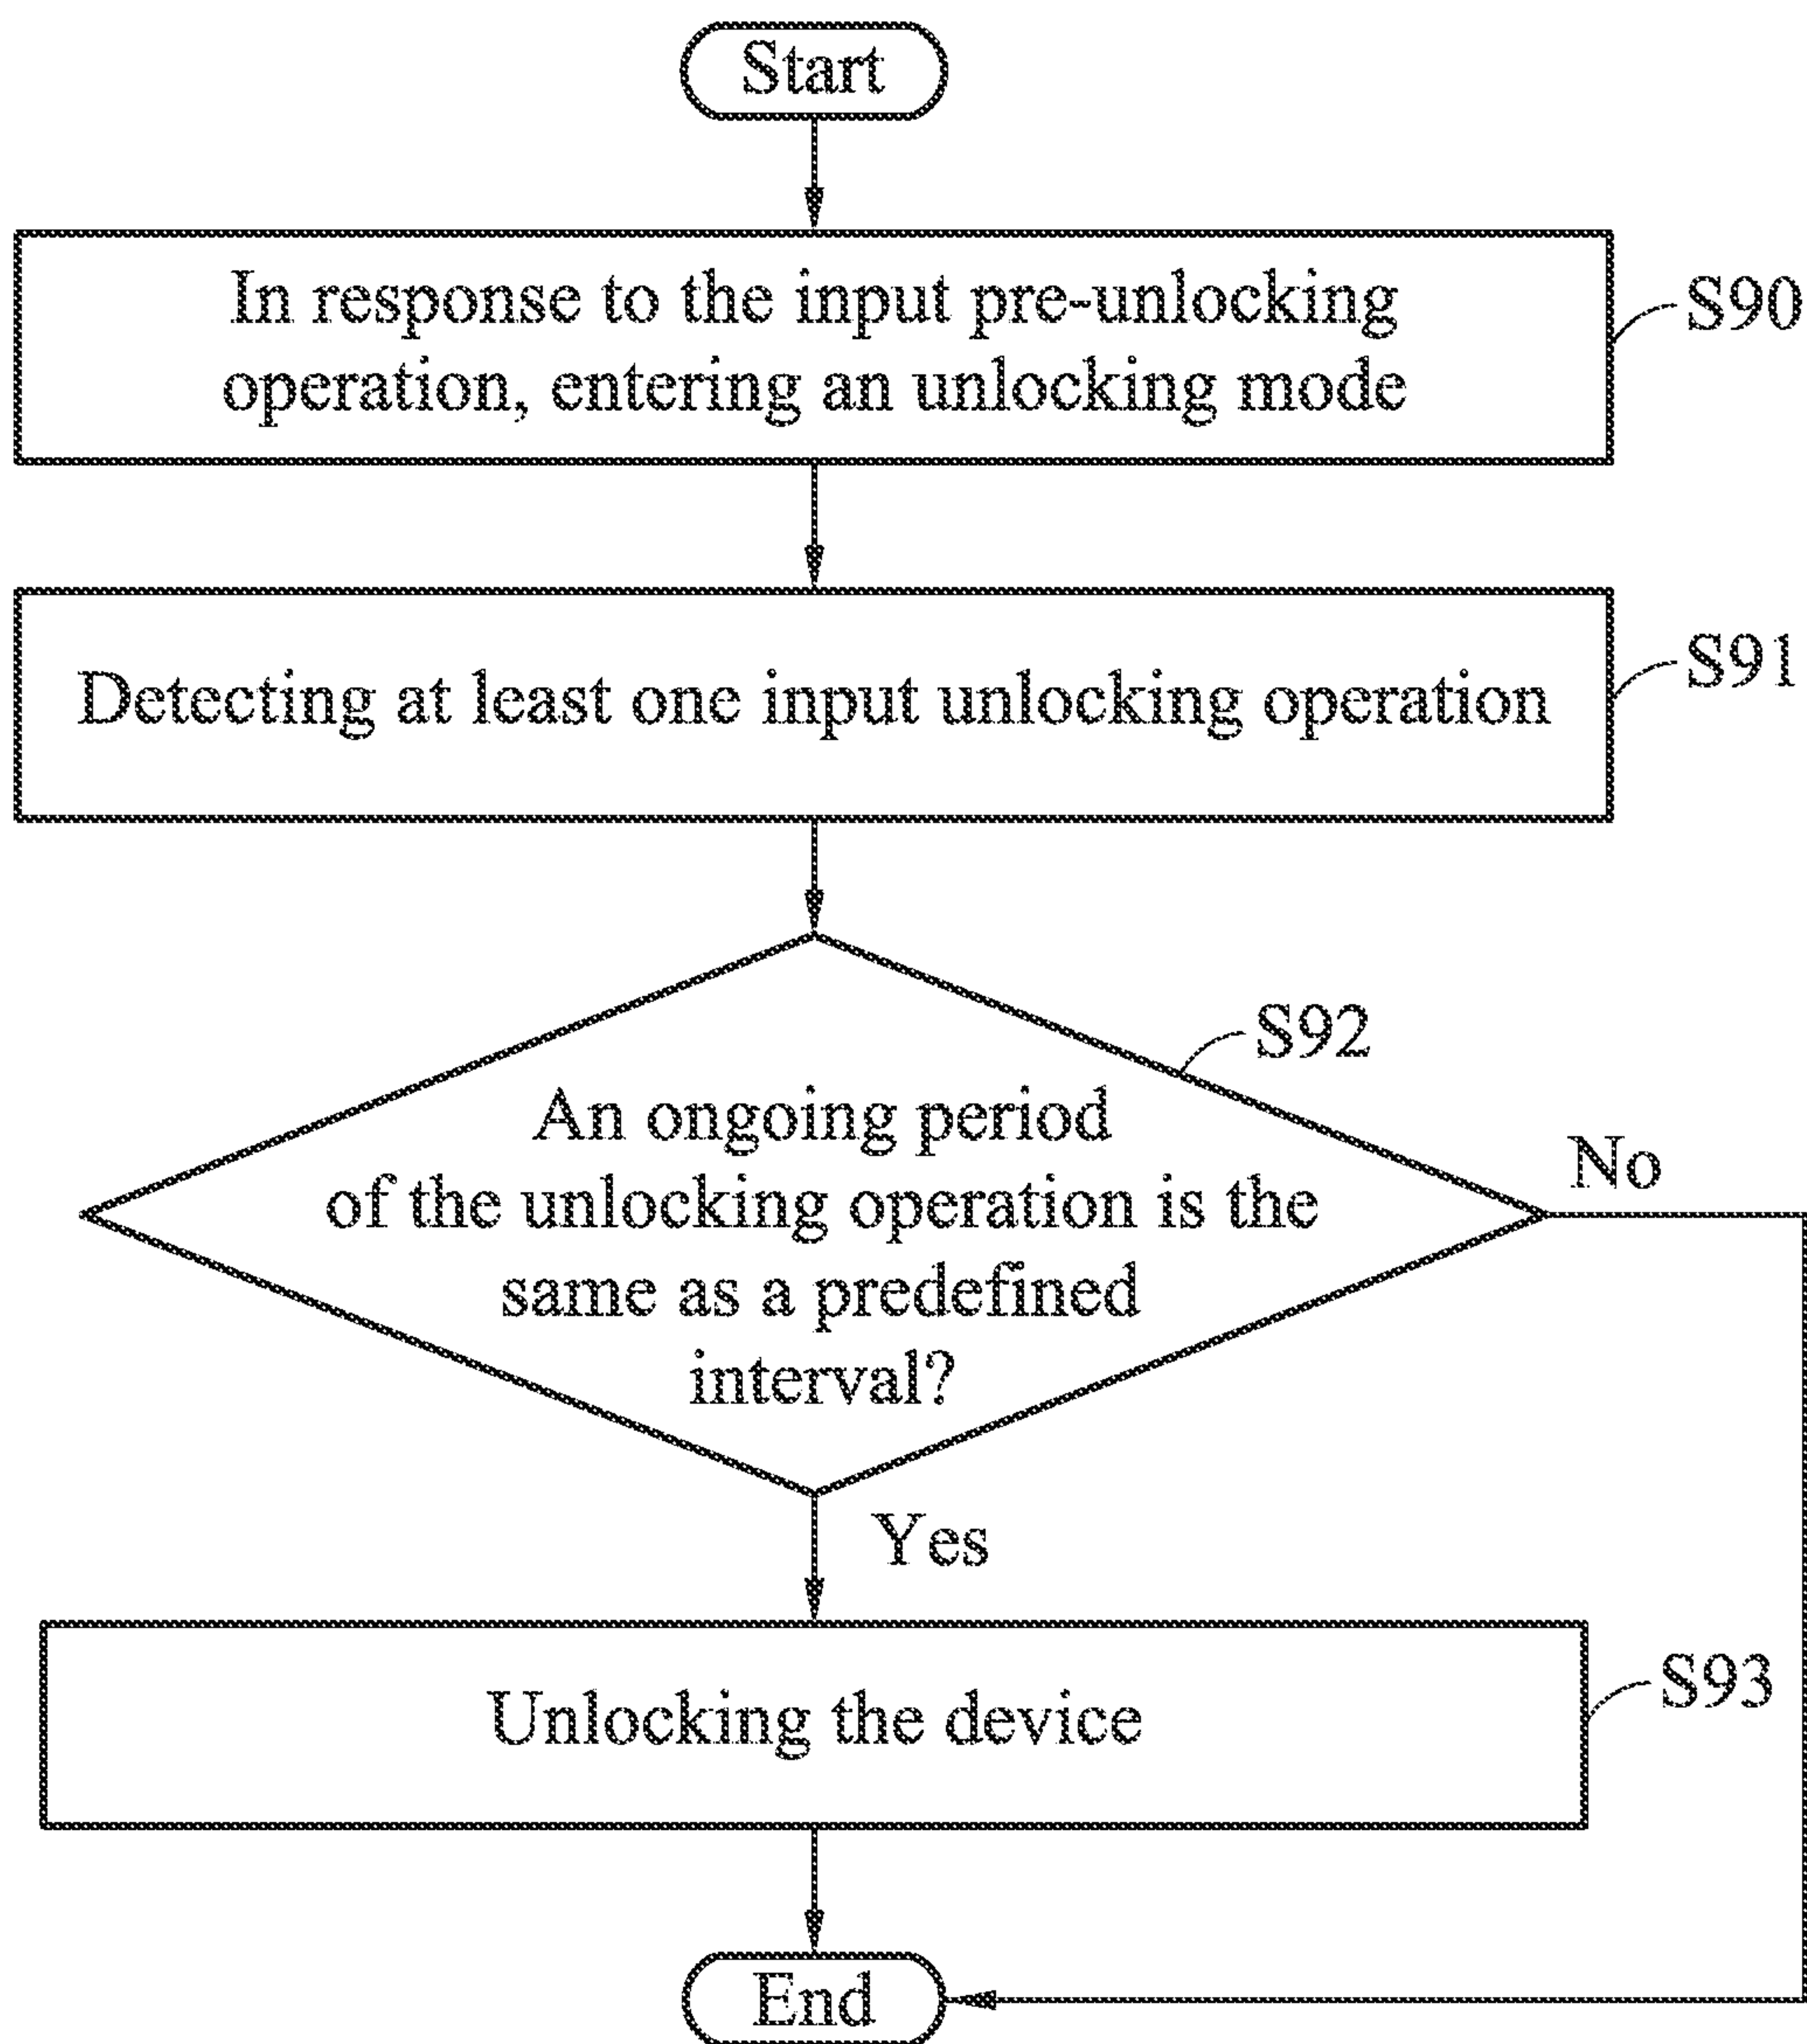 Start
In response to the input pre-unlocking
operation, entering an unlocking mode
S90
Detecting at least one input unlocking operation
S91
S92
An ongoing period
of the unlocking operation is the
same as a predefined
interval?
No
Yes
Unlocking the device
S93
End